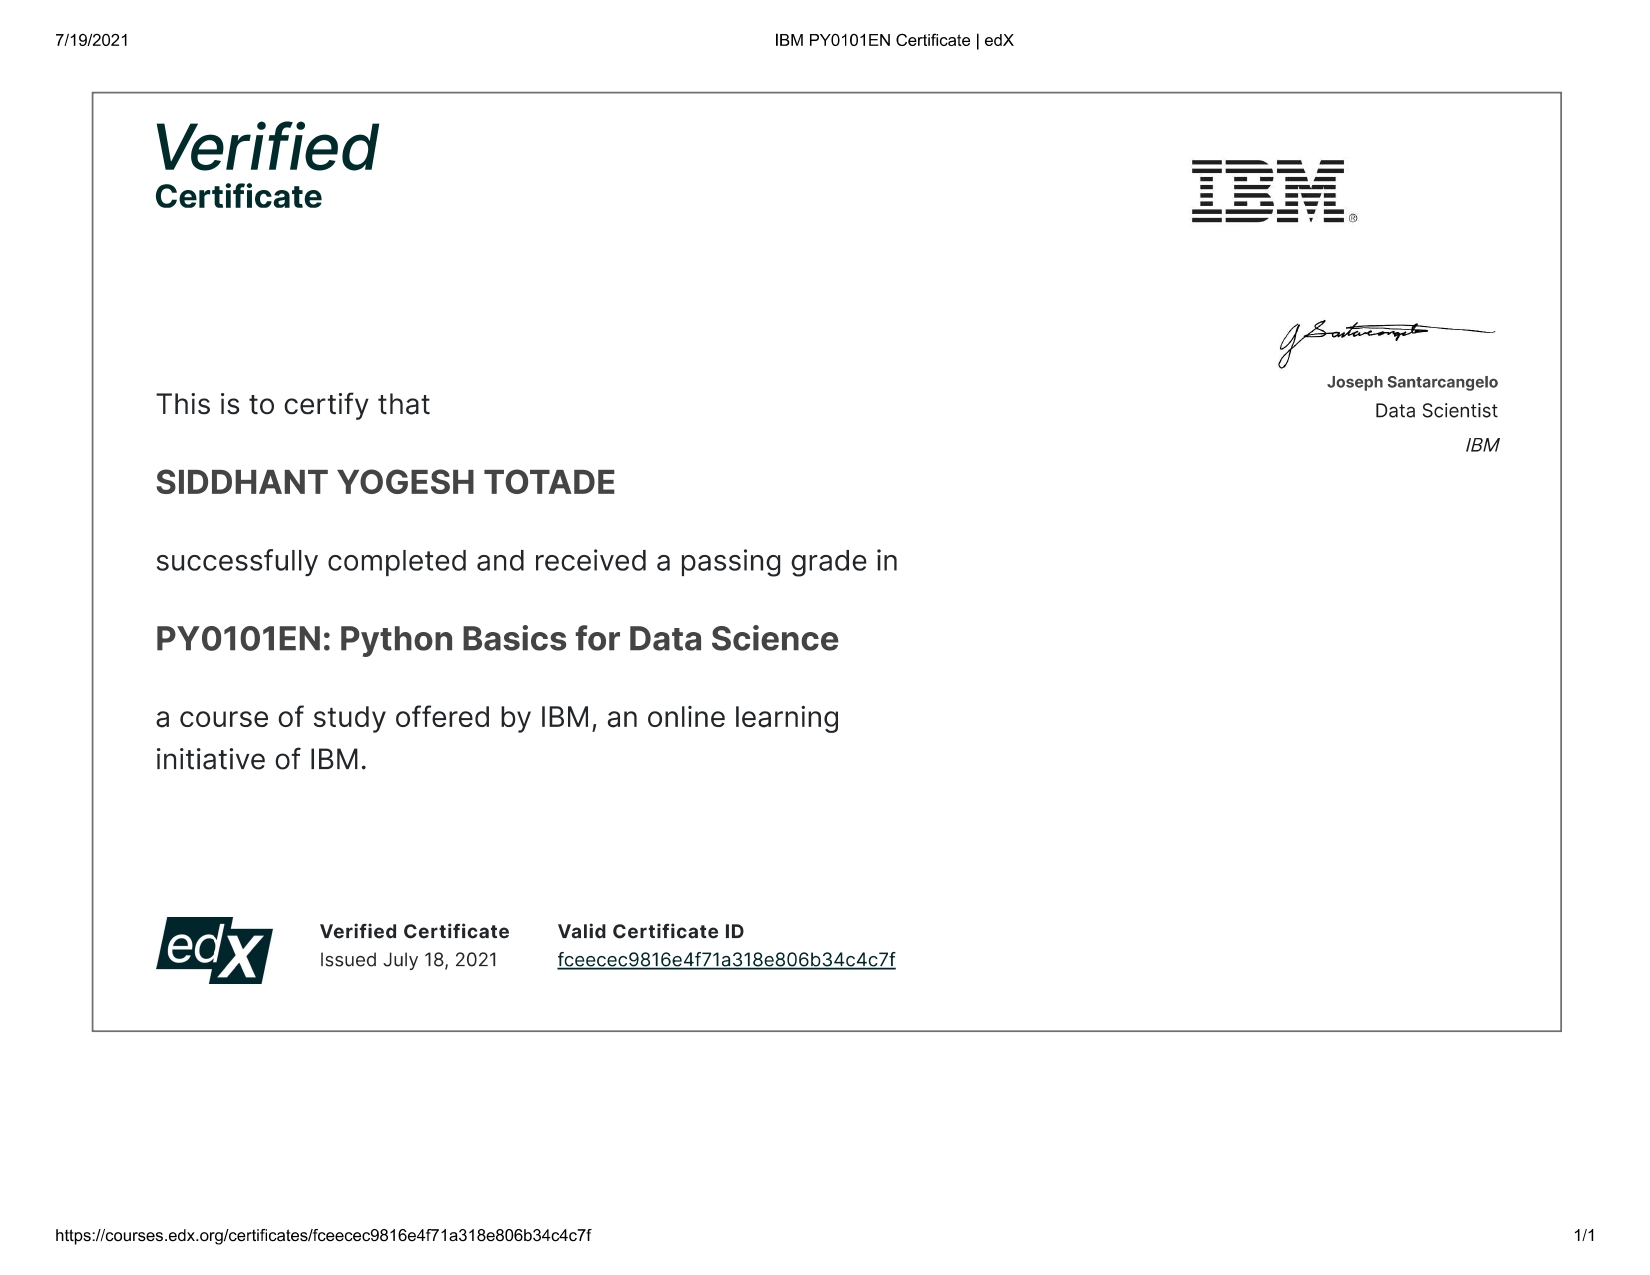 7/19/2021
IBM PY0101EN Certificate | edX
Verified
Certificate
IBM®
J Santarcangelo
Joseph Santarcangelo
Data Scientist
IBM
This is to certify that
SIDDHANT YOGESH TOTADE
successfully completed and received a passing grade in
PY0101EN: Python Basics for Data Science
a course of study offered by IBM, an online learning
initiative of IBM.
edX
Verified Certificate
Issued July 18, 2021
Valid Certificate ID
fceecec9816e4f71a318e806b34c4c7f
https://courses.edx.org/certificates/fceecec9816e4f71a318e806b34c4c7f
1/1